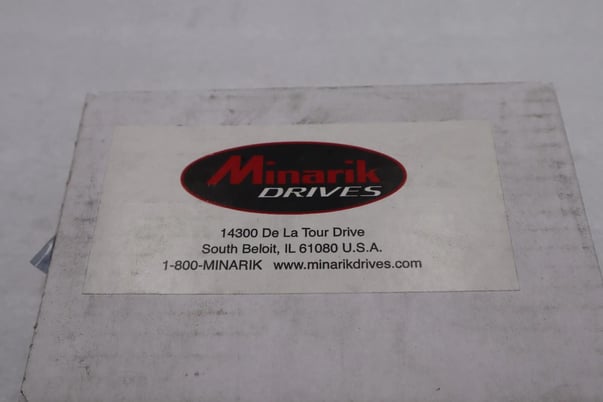 Minarik
DRIVES
14300 De La Tour Drive
South Beloit, IL 61080 U.S.A.
1-800-MINARIK www.minarikdrives.com